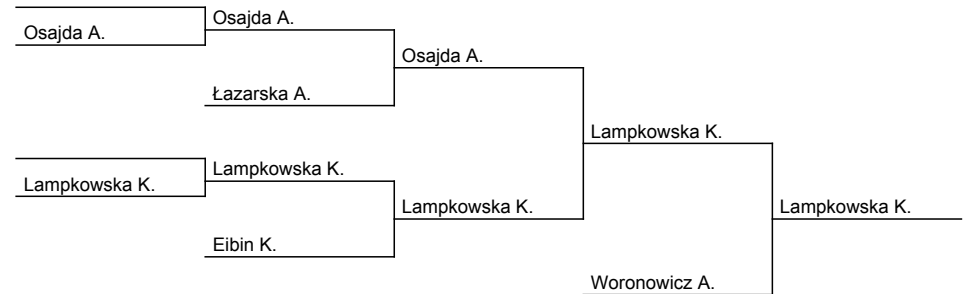 Osajda A.
Osajda A.
Osajda A.
Łazarska A.
Lampkowska K.
Lampkowska K.
Lampkowska K.
Lampkowska K.
Lampkowska K.
Eibin K.
Woronowicz A.